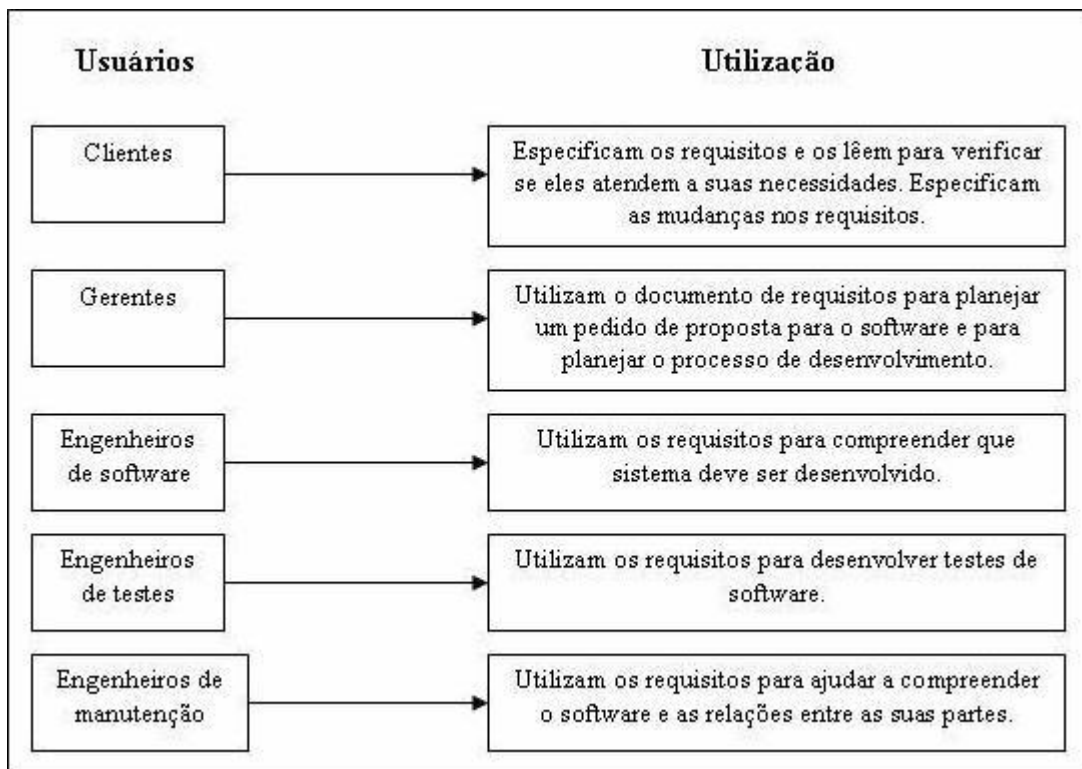 Usuários
Utilização
Clientes
Especificam os requisitos e os lêem para verificar
se eles atendem a suas necessidades. Especificam
as mudanças nos requisitos.
Gerentes
Utilizam o documento de requisitos para planejar
um pedido de proposta para o software e para
planejar o processo de desenvolvimento.
Engenheiros
de software
Utilizam os requisitos para compreender que
sistema deve ser desenvolvido.
Engenheiros
de testes
Utilizam os requisitos para desenvolver testes de
software.
Engenheiros de
manutenção
Utilizam os requisitos para ajudar a compreender
o software e as relações entre as suas partes.